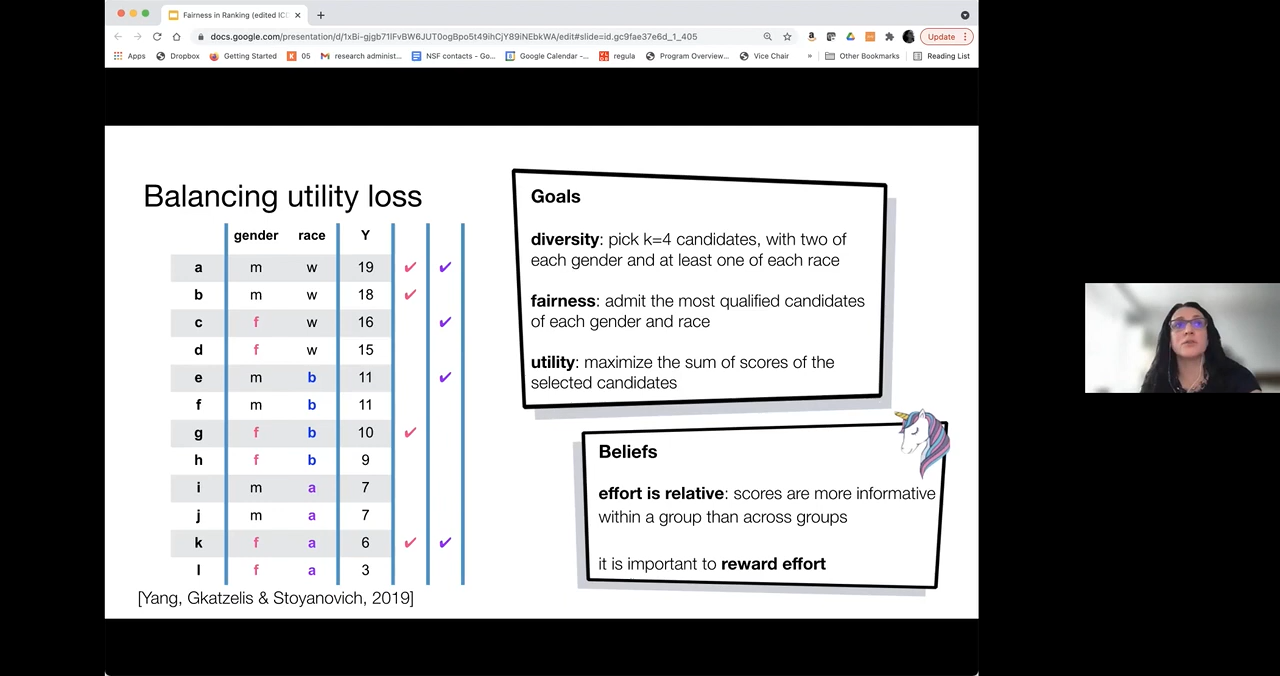 Fairness in Ranking (edited ICD
docs.google.com/presentation/d/1xBi-gjgb71IFvBW6JUT0ogBpo5t49ihCjY89iNEbkWA/edit#slide=id.gc9fae37e6d_1_405
Update
Apps Dropbox Getting Started 05 research administ... NSF contacts - Go... Google Calendar -... regula Program Overview... Vice Chair » Other Bookmarks Reading List
Balancing utility loss
gender race Y
a m w 19 ✓ ✓
b m w 18 ✓
c f w 16 ✓
d f w 15
e m b 11 ✓
f m b 11
g f b 10 ✓
h f b 9
i m a 7
j m a 7
k f a 6 ✓ ✓
l f a 3
[Yang, Gkatzelis & Stoyanovich, 2019]
Goals
diversity: pick k=4 candidates, with two of
each gender and at least one of each race
fairness: admit the most qualified candidates
of each gender and race
utility: maximize the sum of scores of the
selected candidates
Beliefs
effort is relative: scores are more informative
within a group than across groups
it is important to reward effort